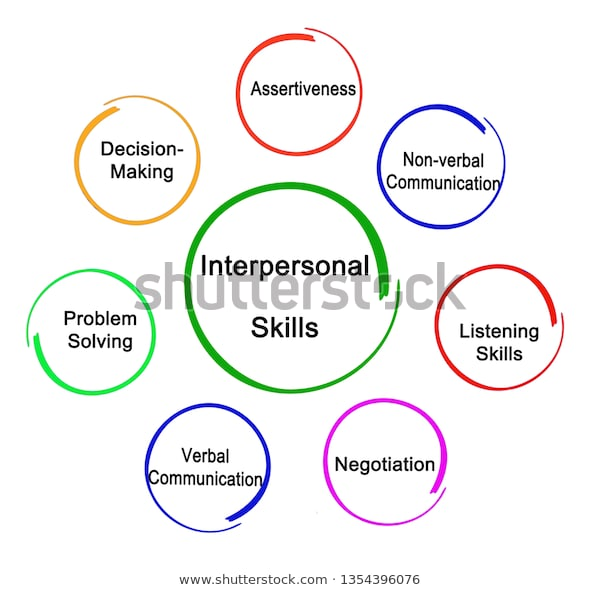 Assertiveness
Decision-
Making
Non-verbal
Communication
Interpersonal
Skills
shutterstock
Problem
Solving
Listening
Skills
Verbal
Communication
Negotiation
www.shutterstock.com · 1354396076